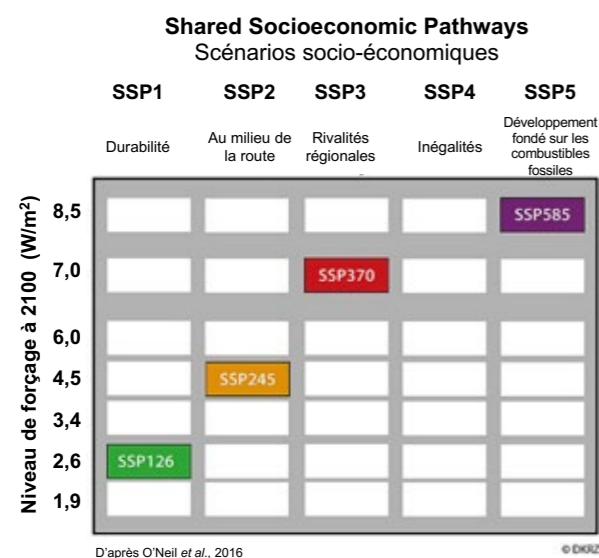 Shared Socioeconomic Pathways
Scénarios socio-économiques
SSP1 SSP2 SSP3 SSP4 SSP5
Durabilité
Au milieu de
la route
Rivalités
régionales
Inégalités
Développement
fondé sur les
combustibles
fossiles
Niveau de forçage à 2100 (W/m²)
8,5 SSP585
7,0 SSP370
6,0
4,5 SSP245
3,4
2,6 SSP126
1,9
D'après O'Neil et al., 2016
© DKRZ